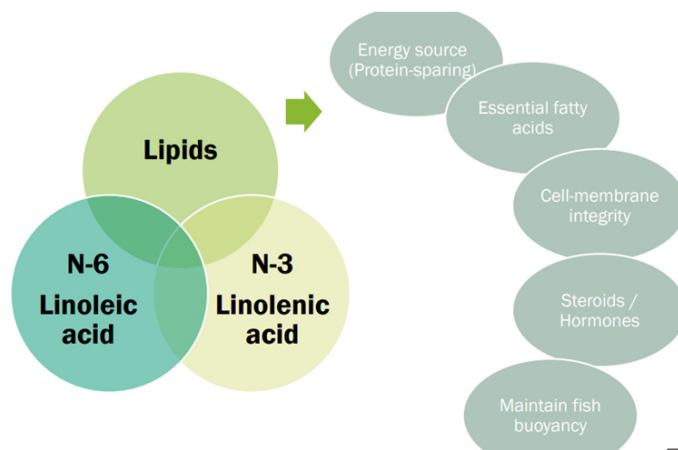 Lipids
N-6
Linoleic
acid
N-3
Linolenic
acid
Energy source
(Protein-sparing)
Essential fatty
acids
Cell-membrane
integrity
Steroids /
Hormones
Maintain fish
buoyancy